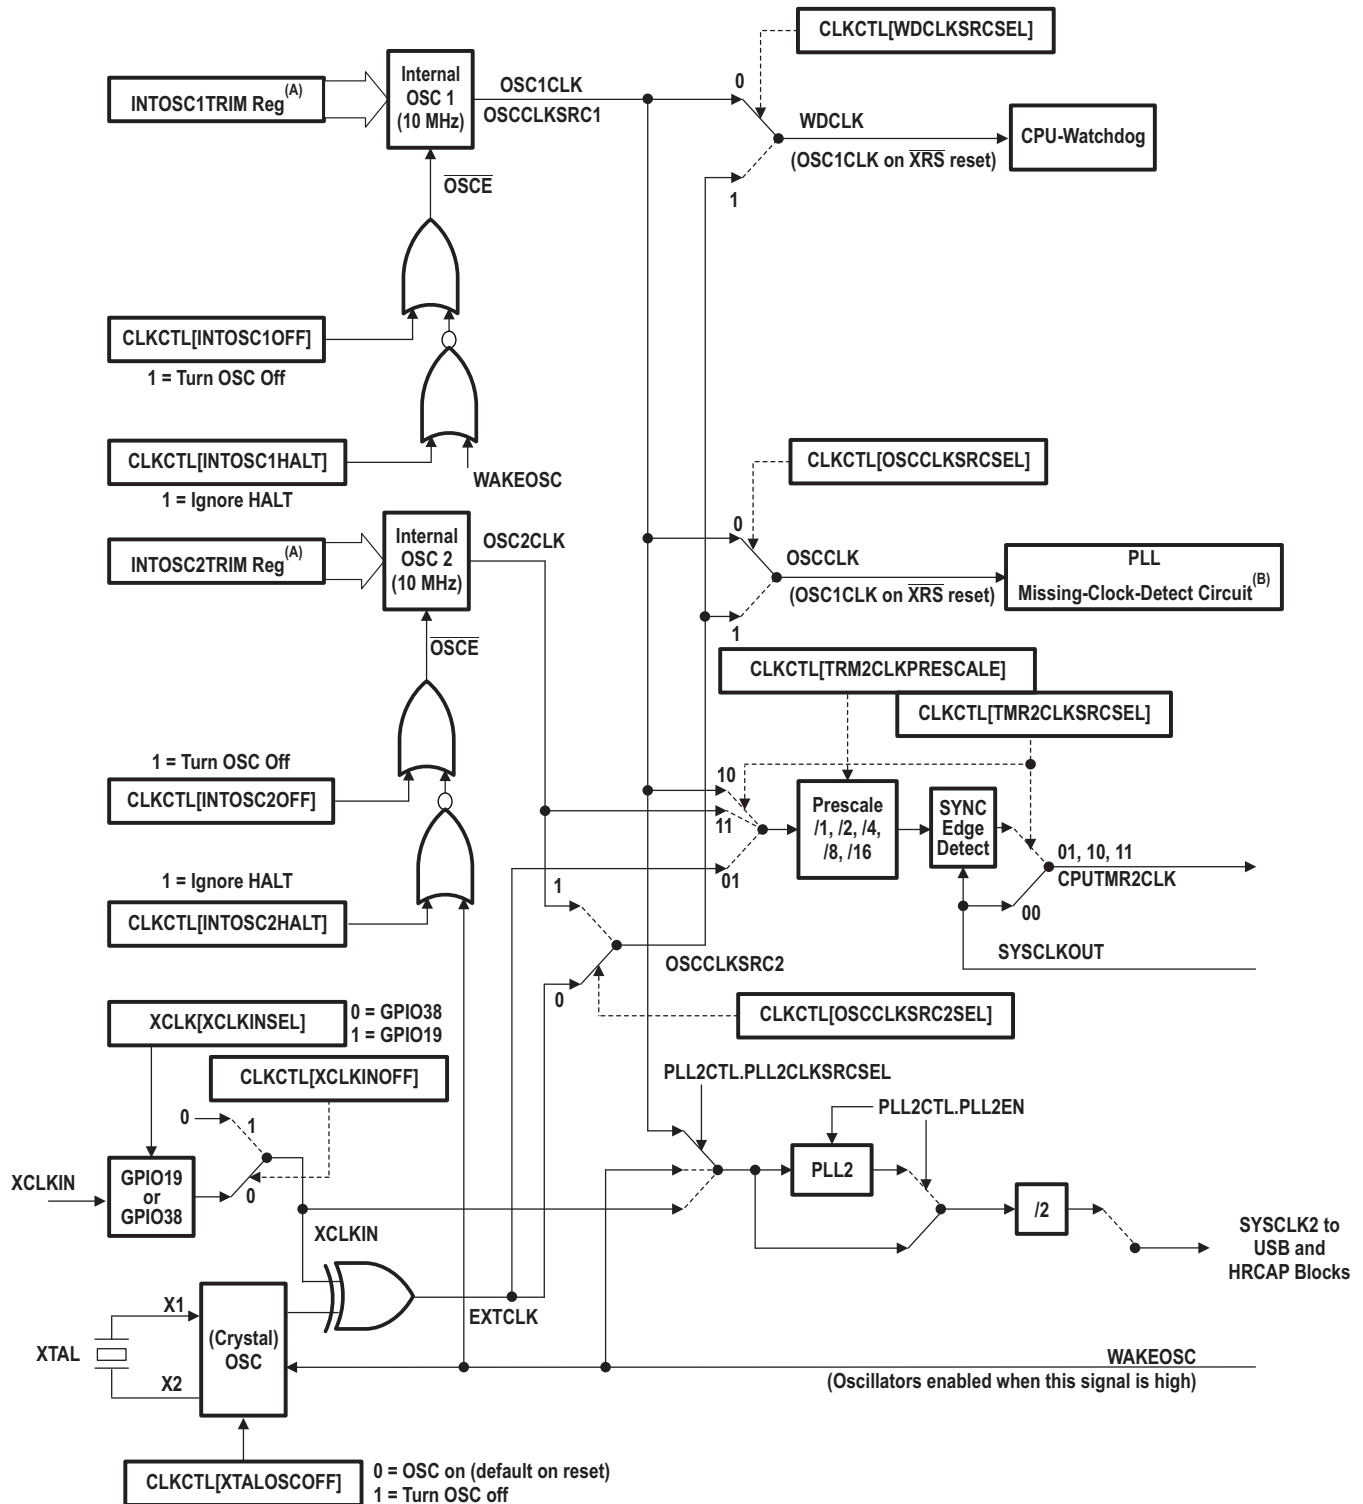 CLKCTL[WDCLKSRCSEL]
Internal
OSC 1
(10 MHz)
INTOSC1TRIM Reg(A)
OSC1CLK
OSCCLKSRC1
0
WDCLK
(OSC1CLK on XRS reset)
CPU-Watchdog
1
OSCE
CLKCTL[INTOSC1OFF]
1 = Turn OSC Off
CLKCTL[INTOSC1HALT]
1 = Ignore HALT
WAKEOSC
CLKCTL[OSCCLKSRCSEL]
Internal
OSC 2
(10 MHz)
INTOSC2TRIM Reg(A)
OSC2CLK
0
OSCCLK
(OSC1CLK on XRS reset)
PLL
Missing-Clock-Detect Circuit(B)
1
OSCE
CLKCTL[TRM2CLKPRESCALE]
CLKCTL[TMR2CLKSRCSEL]
1 = Turn OSC Off
CLKCTL[INTOSC2OFF]
10
11
01
Prescale
/1, /2, /4,
/8, /16
SYNC
Edge
Detect
01, 10, 11
CPUTMR2CLK
00
SYSCLKOUT
1 = Ignore HALT
CLKCTL[INTOSC2HALT]
1
0
OSCCLKSRC2
CLKCTL[OSCCLKSRC2SEL]
XCLK[XCLKINSEL]
0 = GPIO38
1 = GPIO19
CLKCTL[XCLKINOFF]
0
1
0
XCLKIN
GPIO19
or
GPIO38
XCLKIN
PLL2CTL.PLL2CLKSRCSEL
PLL2CTL.PLL2EN
PLL2
/2
SYSCLK2 to
USB and
HRCAP Blocks
EXTCLK
XTAL
X1
X2
(Crystal)
OSC
WAKEOSC
(Oscillators enabled when this signal is high)
CLKCTL[XTALOSCOFF]
0 = OSC on (default on reset)
1 = Turn OSC off